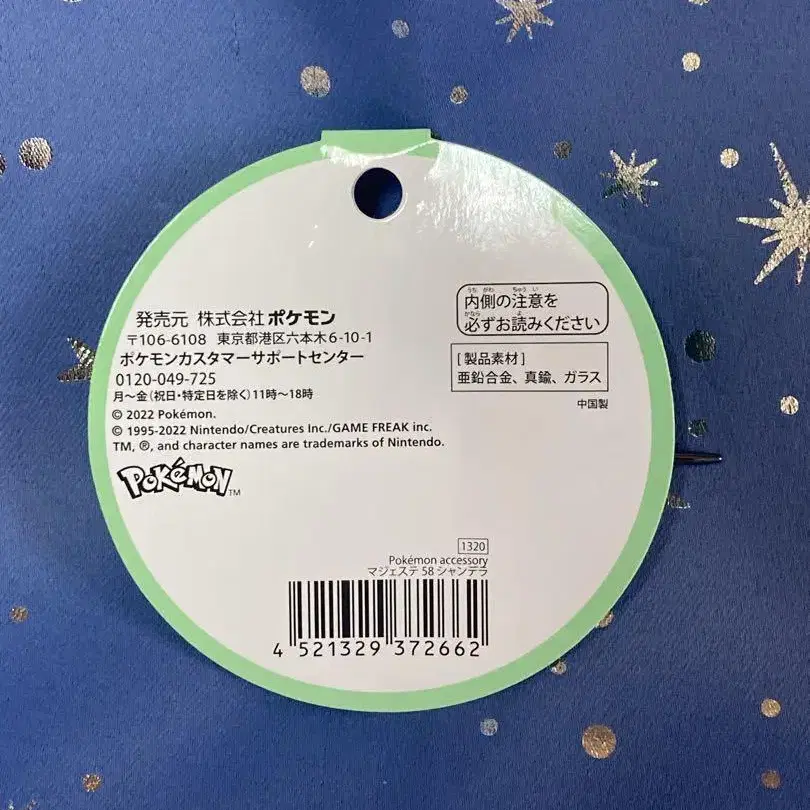 発売元 株式会社ポケモン
〒106-6108 東京都港区六本木6-10-1
ポケモンカスタマーサポートセンター
0120-049-725
月～金(祝日・特定日を除く)11時～18時
© 2022 Pokémon.
© 1995-2022 Nintendo/Creatures Inc./GAME FREAK inc.
TM, ®, and character names are trademarks of Nintendo.
POKéMON™
内側の注意を
必ずお読みください
[製品素材]
亜鉛合金、真鍮、ガラス
中国製
1320
Pokémon accessory
マジェステ 58 シャンデラ
4 521329 372662